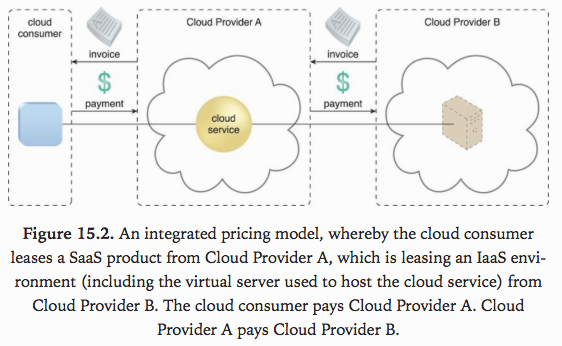 cloud
consumer
Cloud Provider A
Cloud Provider B
invoice
invoice
$
$
payment
payment
cloud
service
Figure 15.2. An integrated pricing model, whereby the cloud consumer
leases a SaaS product from Cloud Provider A, which is leasing an IaaS envi-
ronment (including the virtual server used to host the cloud service) from
Cloud Provider B. The cloud consumer pays Cloud Provider A. Cloud
Provider A pays Cloud Provider B.